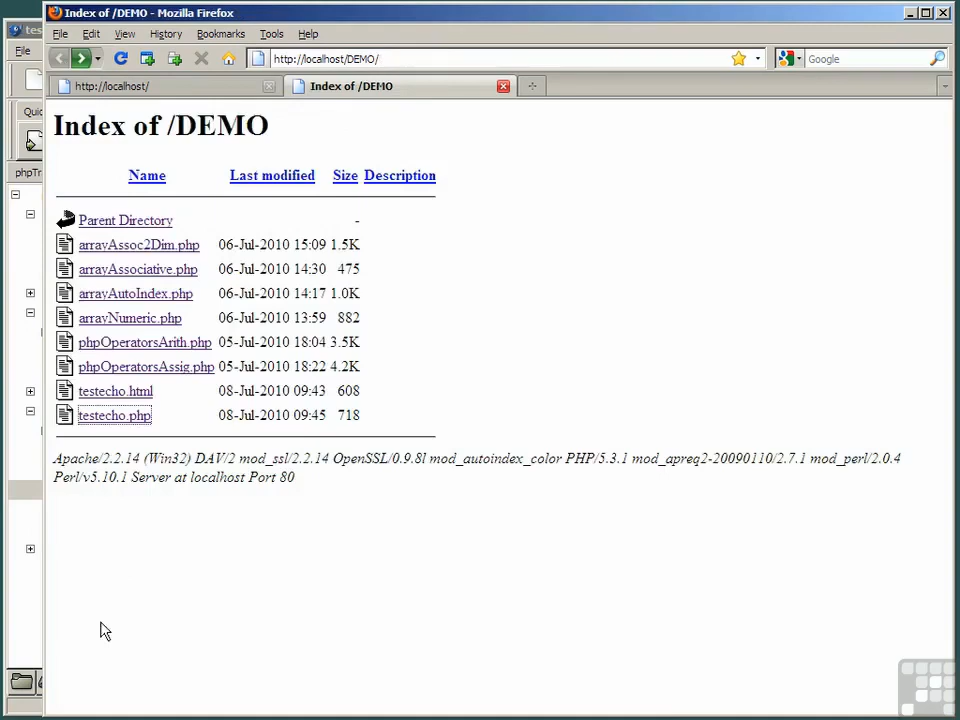 Index of /DEMO - Mozilla Firefox
File Edit View History Bookmarks Tools Help
http://localhost/DEMO/
Google
http://localhost/
Index of /DEMO
File
Quic
phpTr
Index of /DEMO
Name Last modified Size Description
Parent Directory -
arrayAssoc2Dim.php 06-Jul-2010 15:09 1.5K
arrayAssociative.php 06-Jul-2010 14:30 475
arrayAutoIndex.php 06-Jul-2010 14:17 1.0K
arrayNumeric.php 06-Jul-2010 13:59 882
phpOperatorsArith.php 05-Jul-2010 18:04 3.5K
phpOperatorsAssig.php 05-Jul-2010 18:22 4.2K
testecho.html 08-Jul-2010 09:43 608
testecho.php 08-Jul-2010 09:45 718
Apache/2.2.14 (Win32) DAV/2 mod_ssl/2.2.14 OpenSSL/0.9.8l mod_autoindex_color PHP/5.3.1 mod_apreq2-20090110/2.7.1 mod_perl/2.0.4
Perl/v5.10.1 Server at localhost Port 80